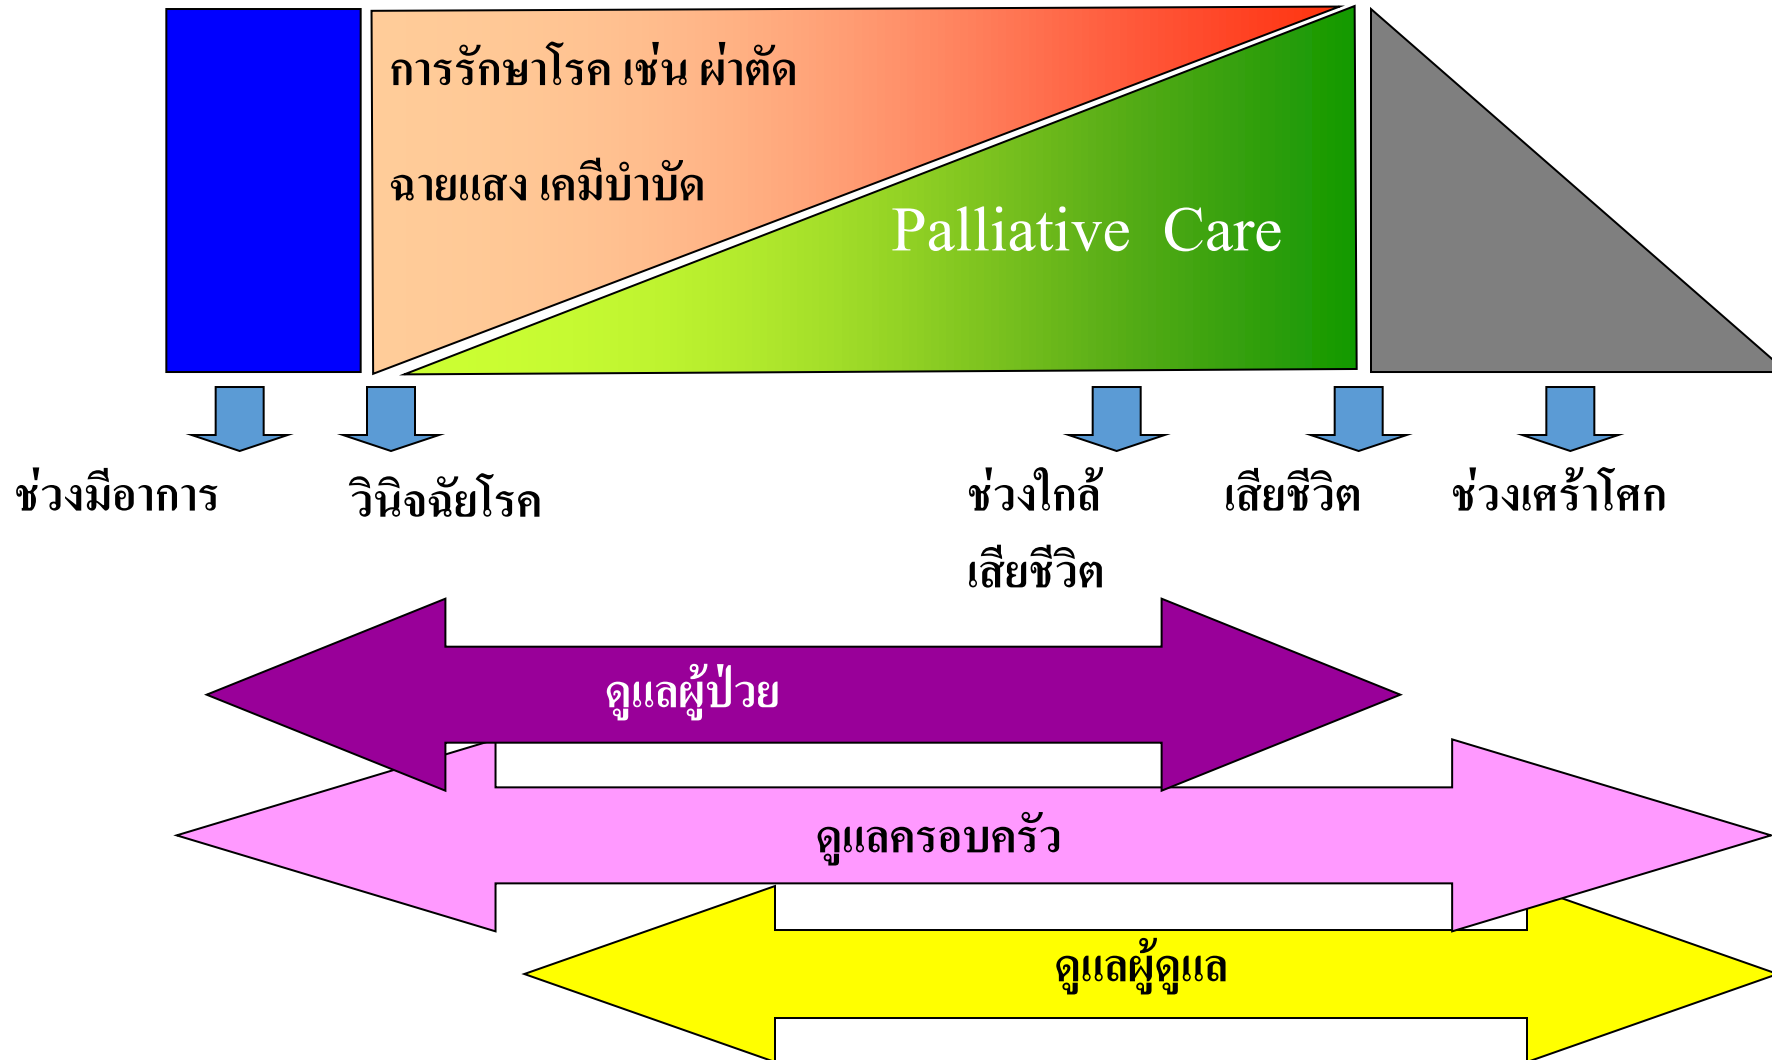 การรักษาโรค เช่น ผ่าตัด
ฉายแสง เคมีบำบัด
Palliative Care
ช่วงมีอาการ
วินิจฉัยโรค
ช่วงใกล้
เสียชีวิต
เสียชีวิต
ช่วงเศร้าโศก
ดูแลผู้ป่วย
ดูแลครอบครัว
ดูแลผู้ดูแล